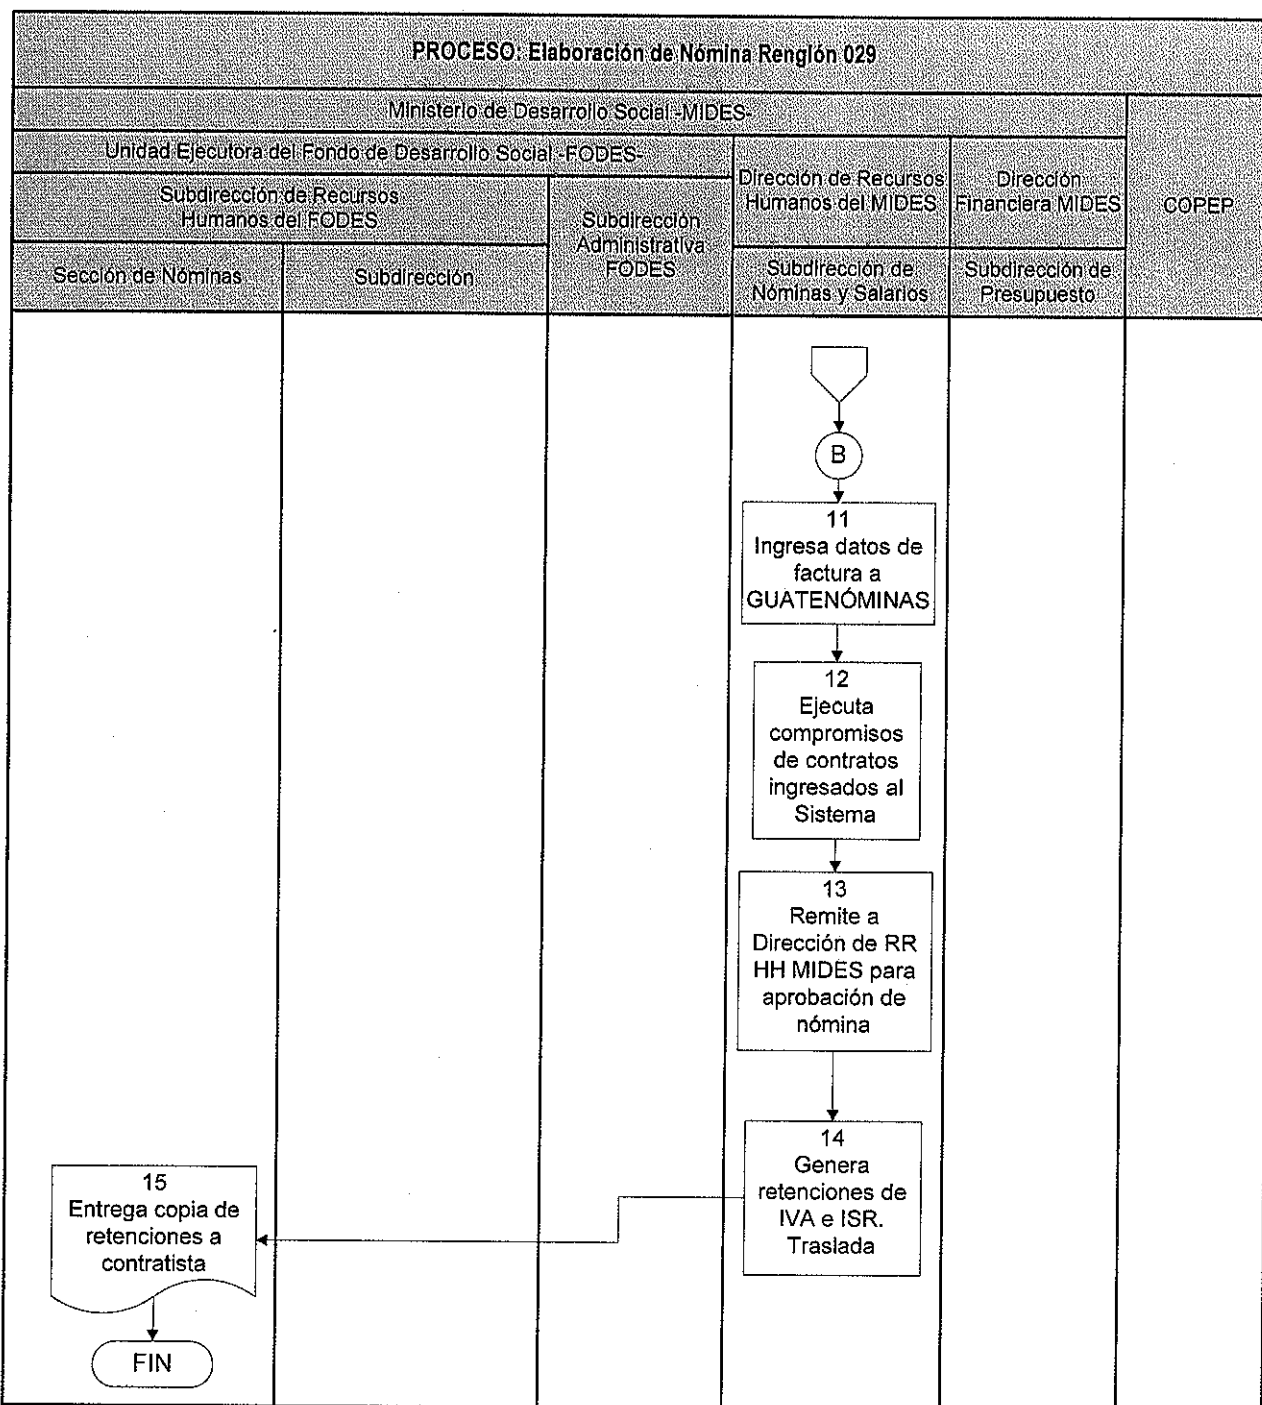 PROCESO: Elaboración de Nómina Renglón 029
Ministerio de Desarrollo Social -MIDES-
Unidad Ejecutora del Fondo de Desarrollo Social -FODES-
Subdirección de Recursos
Humanos del FODES
Subdirección
Administrativa
FODES
Dirección de Recursos
Humanos del MIDES
Dirección
Financiera MIDES
COPEP
Sección de Nóminas
Subdirección
Subdirección de
Nóminas y Salarios
Subdirección de
Presupuesto
B
11
Ingresa datos de
factura a
GUATENÓMINAS
12
Ejecuta
compromisos
de contratos
ingresados al
Sistema
13
Remite a
Dirección de RR
HH MIDES para
aprobación de
nómina
14
Genera
retenciones de
IVA e ISR.
Traslada
15
Entrega copia de
retenciones a
contratista
FIN